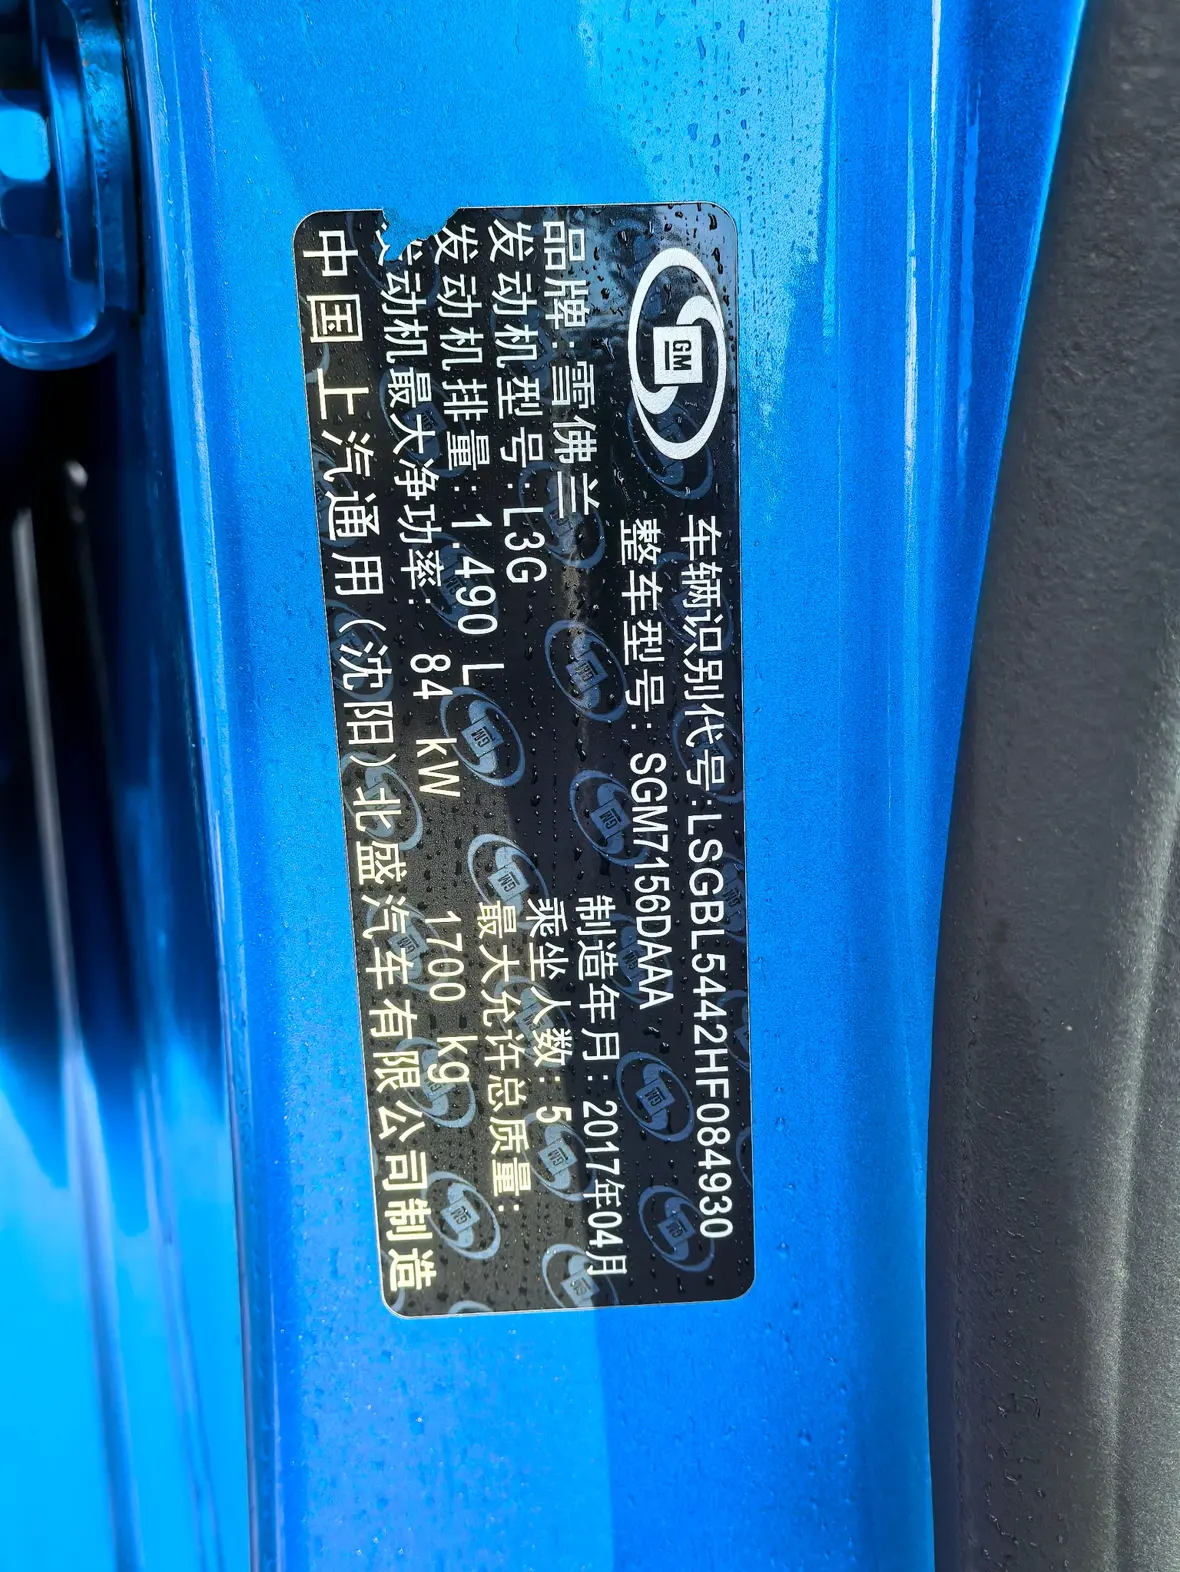 GM
车辆识别代号:LSGBL5442HF084930
整车型号: SGM7156DAAA
品牌:雪佛兰 制造年月:2017年04月
发动机型号:L3G 乘坐人数:5
发动机排量:1.490 L 最大允许总质量:
发动机最大净功率: 84 kW 1700 kg
中国上汽通用(沈阳)北盛汽车有限公司制造